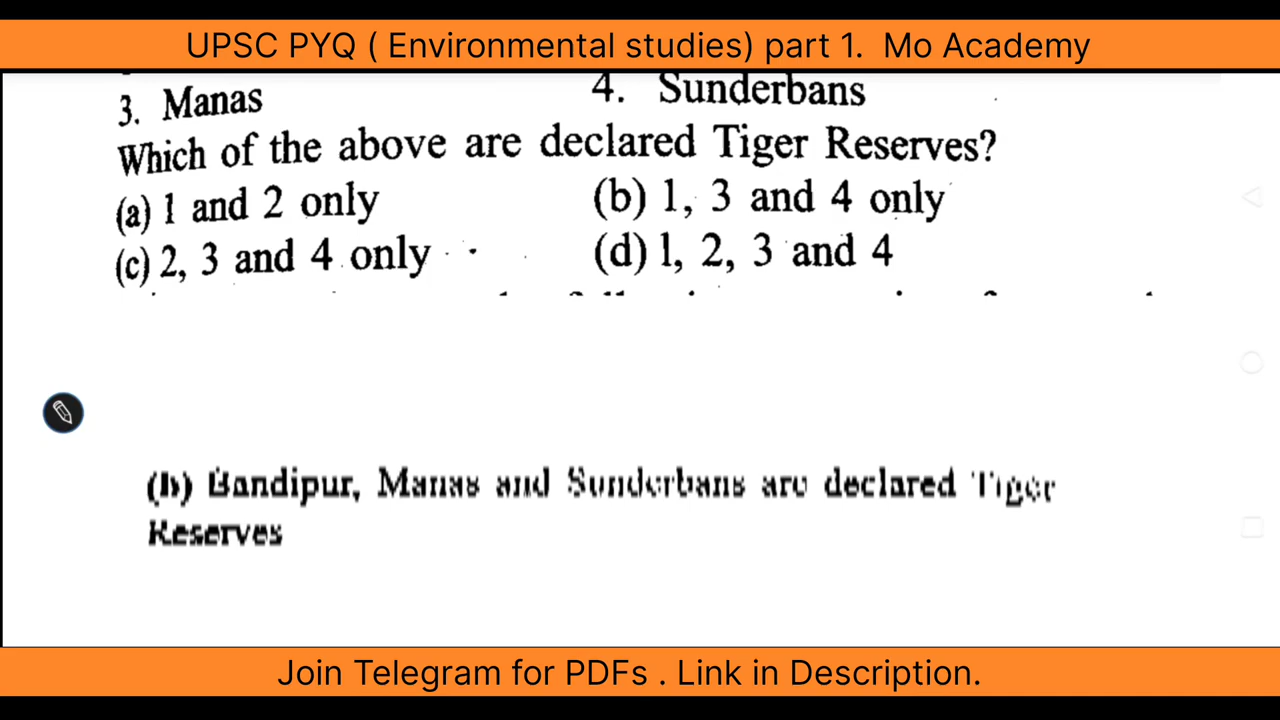 UPSC PYQ ( Environmental studies) part 1. Mo Academy
3. Manas 4. Sunderbans
Which of the above are declared Tiger Reserves?
(a) 1 and 2 only (b) 1, 3 and 4 only
(c) 2, 3 and 4 only (d) 1, 2, 3 and 4
(b) Bandipur, Manas and Sunderbans are declared Tiger
Reserves
Join Telegram for PDFs . Link in Description.